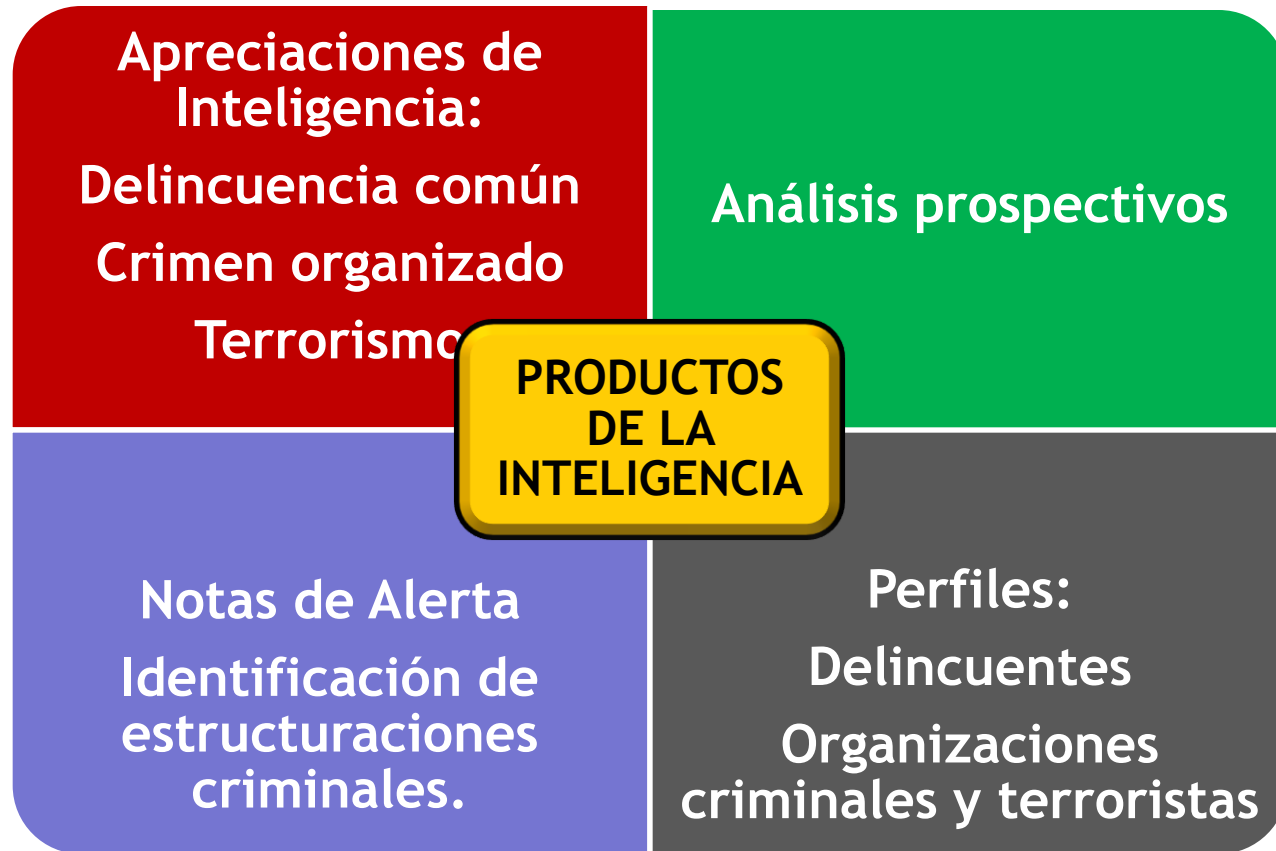 Apreciaciones de
Inteligencia:
Delincuencia común
Crimen organizado
Terrorismo
Análisis prospectivos
PRODUCTOS
DE LA
INTELIGENCIA
Notas de Alerta
Identificación de
estructuraciones
criminales.
Perfiles:
Delincuentes
Organizaciones
criminales y terroristas